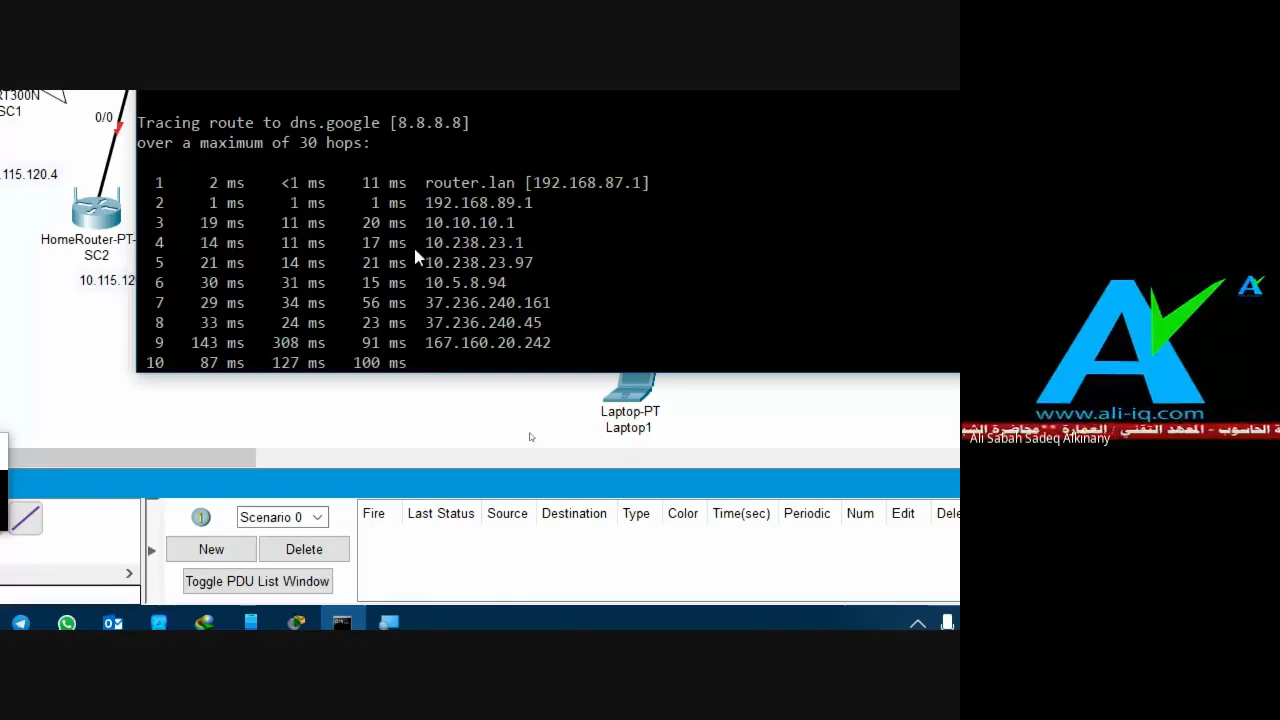 RT300N
SC1
0/0
.115.120.4
HomeRouter-PT-
SC2
10.115.12
Tracing route to dns.google [8.8.8.8]
over a maximum of 30 hops:
1 2 ms <1 ms 11 ms router.lan [192.168.87.1]
2 1 ms 1 ms 1 ms 192.168.89.1
3 19 ms 11 ms 20 ms 10.10.10.1
4 14 ms 11 ms 17 ms 10.238.23.1
5 21 ms 14 ms 21 ms 10.238.23.97
6 30 ms 31 ms 15 ms 10.5.8.94
7 29 ms 34 ms 56 ms 37.236.240.161
8 33 ms 24 ms 23 ms 37.236.240.45
9 143 ms 308 ms 91 ms 167.160.20.242
10 87 ms 127 ms 100 ms
Laptop-PT
Laptop1
Scenario 0
New Delete
Toggle PDU List Window
Fire Last Status Source Destination Type Color Time(sec) Periodic Num Edit Dele
www.ali-iq.com
ة الحاسوب - المعهد التقني / العمارة ** محاضرة الش
Ali Sabah Sadeq Alkinany